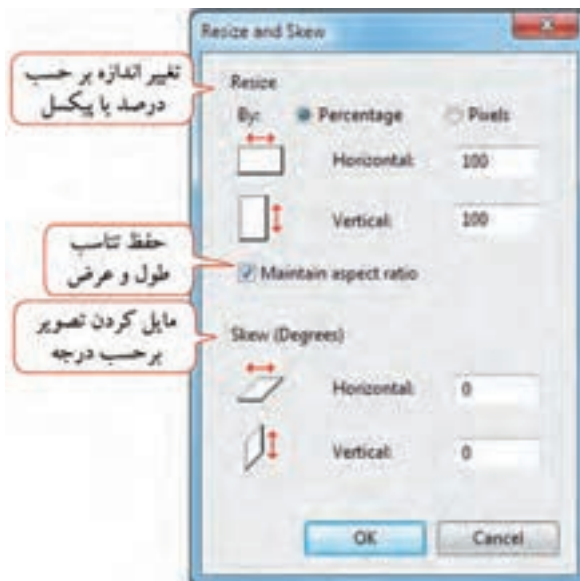 Resize and Skew
تغییر اندازه بر حسب
درصد یا پیکسل
Resize
By: Percentage Pixels
Horizontal: 100
Vertical: 100
حفظ تناسب
طول و عرض
Maintain aspect ratio
مایل کردن تصویر
برحسب درجه
Skew (Degrees)
Horizontal: 0
Vertical: 0
OK Cancel